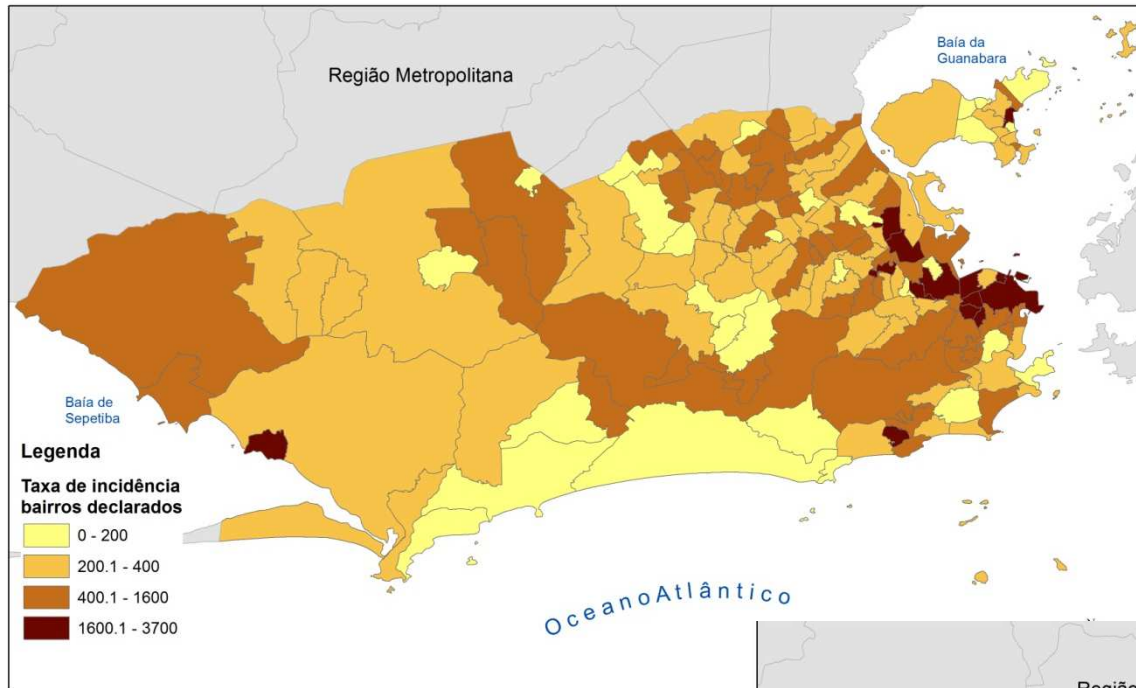 Região Metropolitana
Baía da
Guanabara
Baía de
Sepetiba
Legenda
Taxa de incidência
bairros declarados
0 - 200
200.1 - 400
400.1 - 1600
1600.1 - 3700
OceanoAtlântico
Região